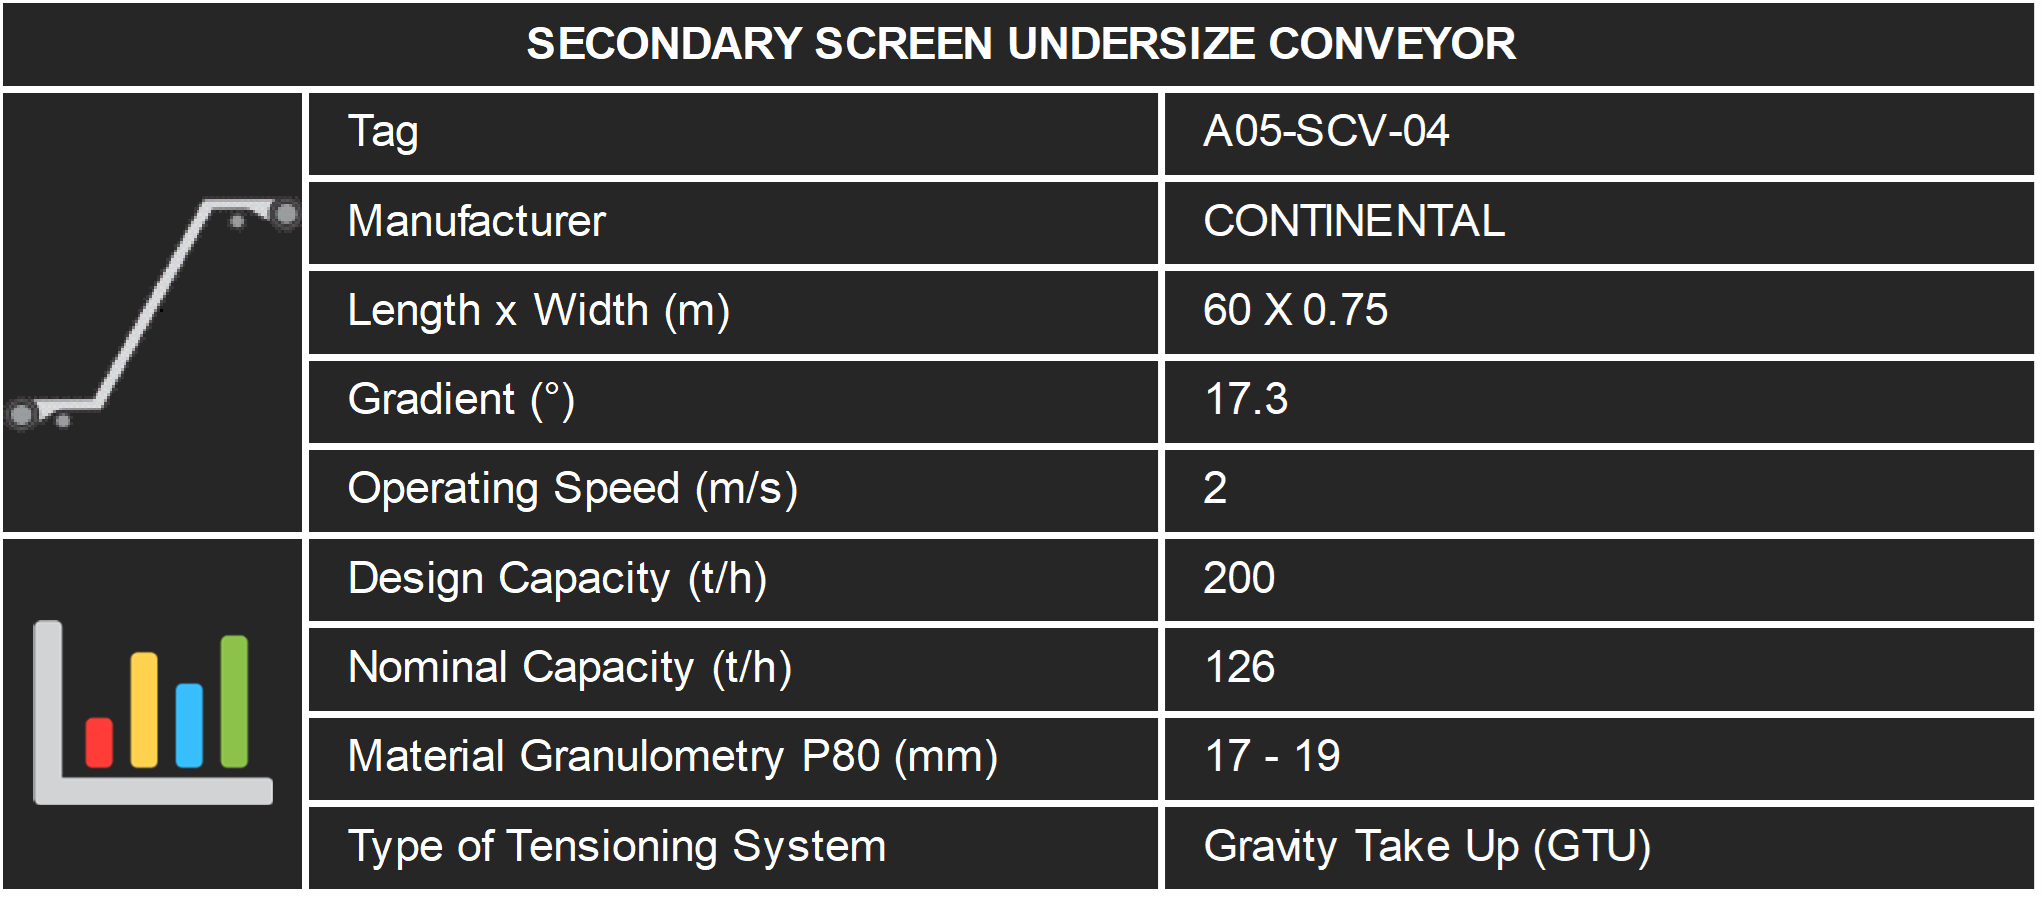 SECONDARY SCREEN UNDERSIZE CONVEYOR
Tag A05-SCV-04
Manufacturer CONTINENTAL
Length x Width (m) 60 X 0.75
Gradient (°) 17.3
Operating Speed (m/s) 2
Design Capacity (t/h) 200
Nominal Capacity (t/h) 126
Material Granulometry P80 (mm) 17 - 19
Type of Tensioning System Gravity Take Up (GTU)